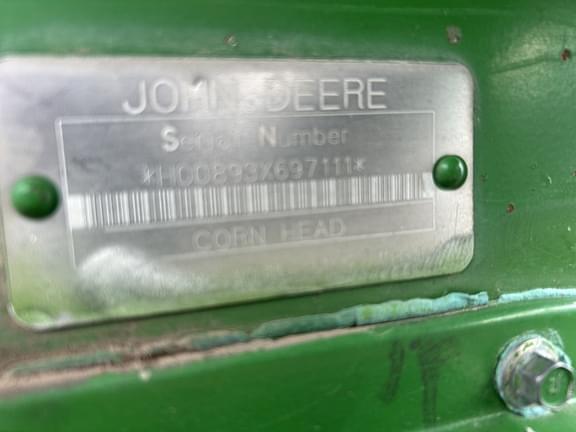 JOHN DEERE
Serial Number
*H00893X697111*
CORN HEAD